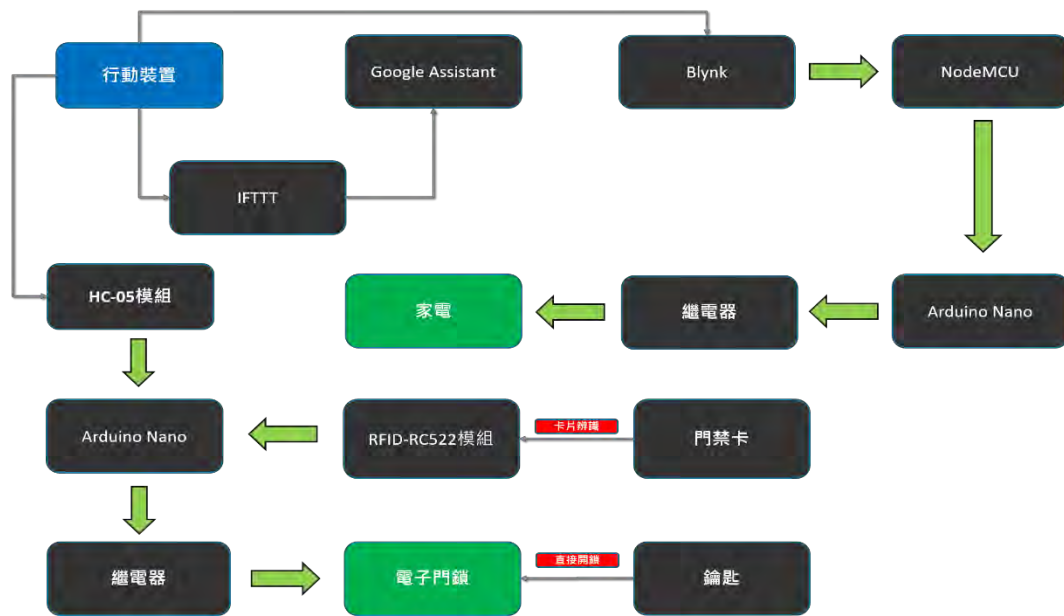 行動裝置
Google Assistant
Blynk
NodeMCU
IFTTT
HC-05模組
家電
繼電器
Arduino Nano
Arduino Nano
RFID-RC522模組
卡片辨識
門禁卡
繼電器
電子門鎖
直接開鎖
鑰匙